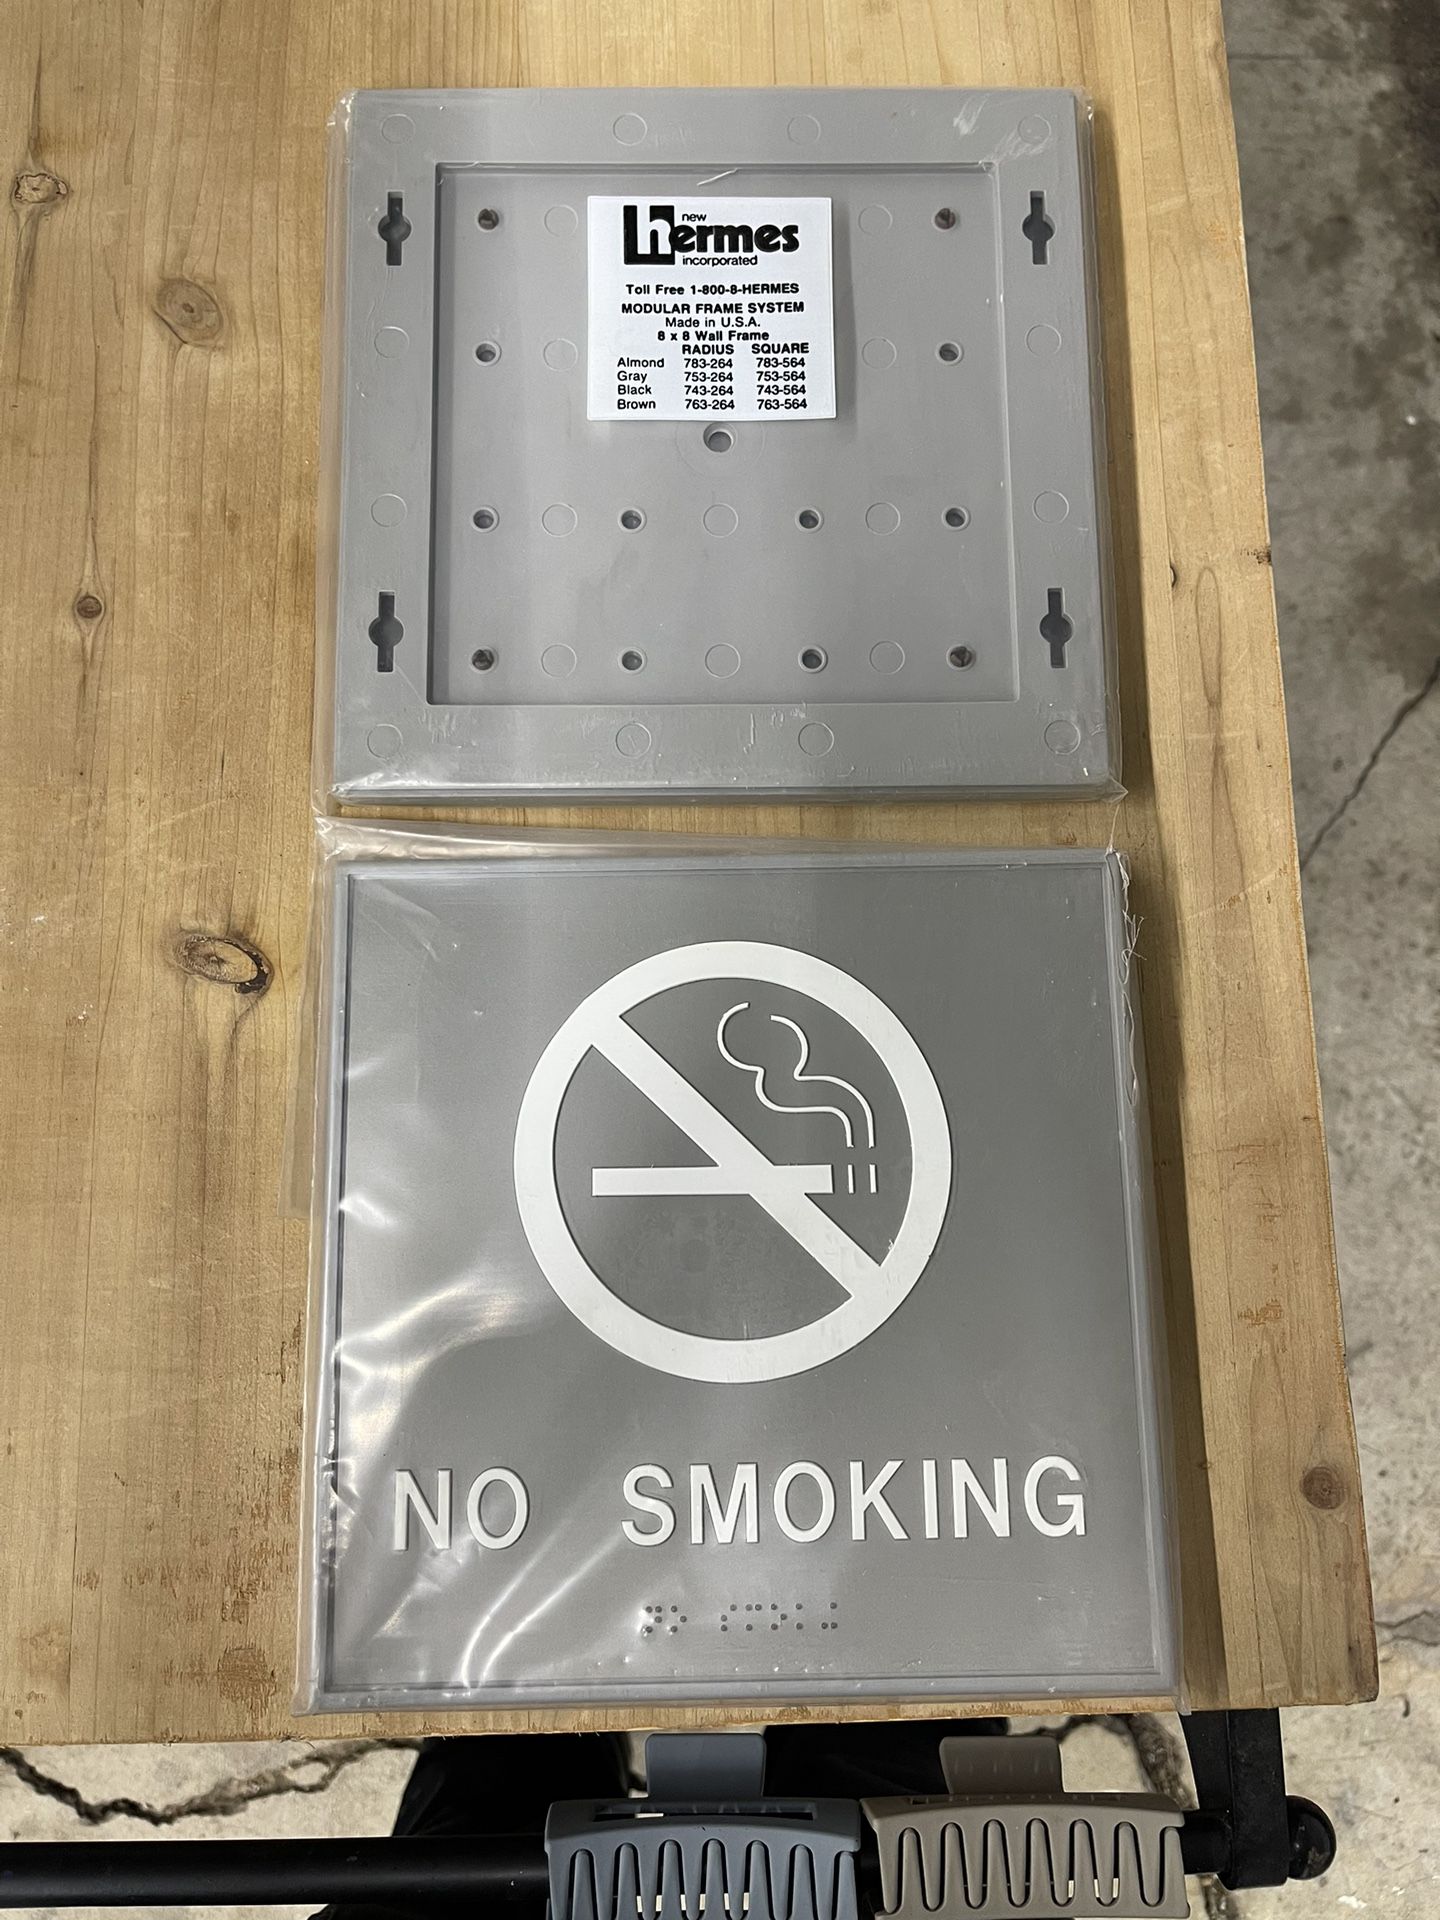 new
hermes
incorporated
Toll Free 1-800-8-HERMES
MODULAR FRAME SYSTEM
Made in U.S.A.
8 x 8 Wall Frame
RADIUS SQUARE
Almond 783-264 783-564
Gray 753-264 753-564
Black 743-264 743-564
Brown 763-264 763-564
NO SMOKING